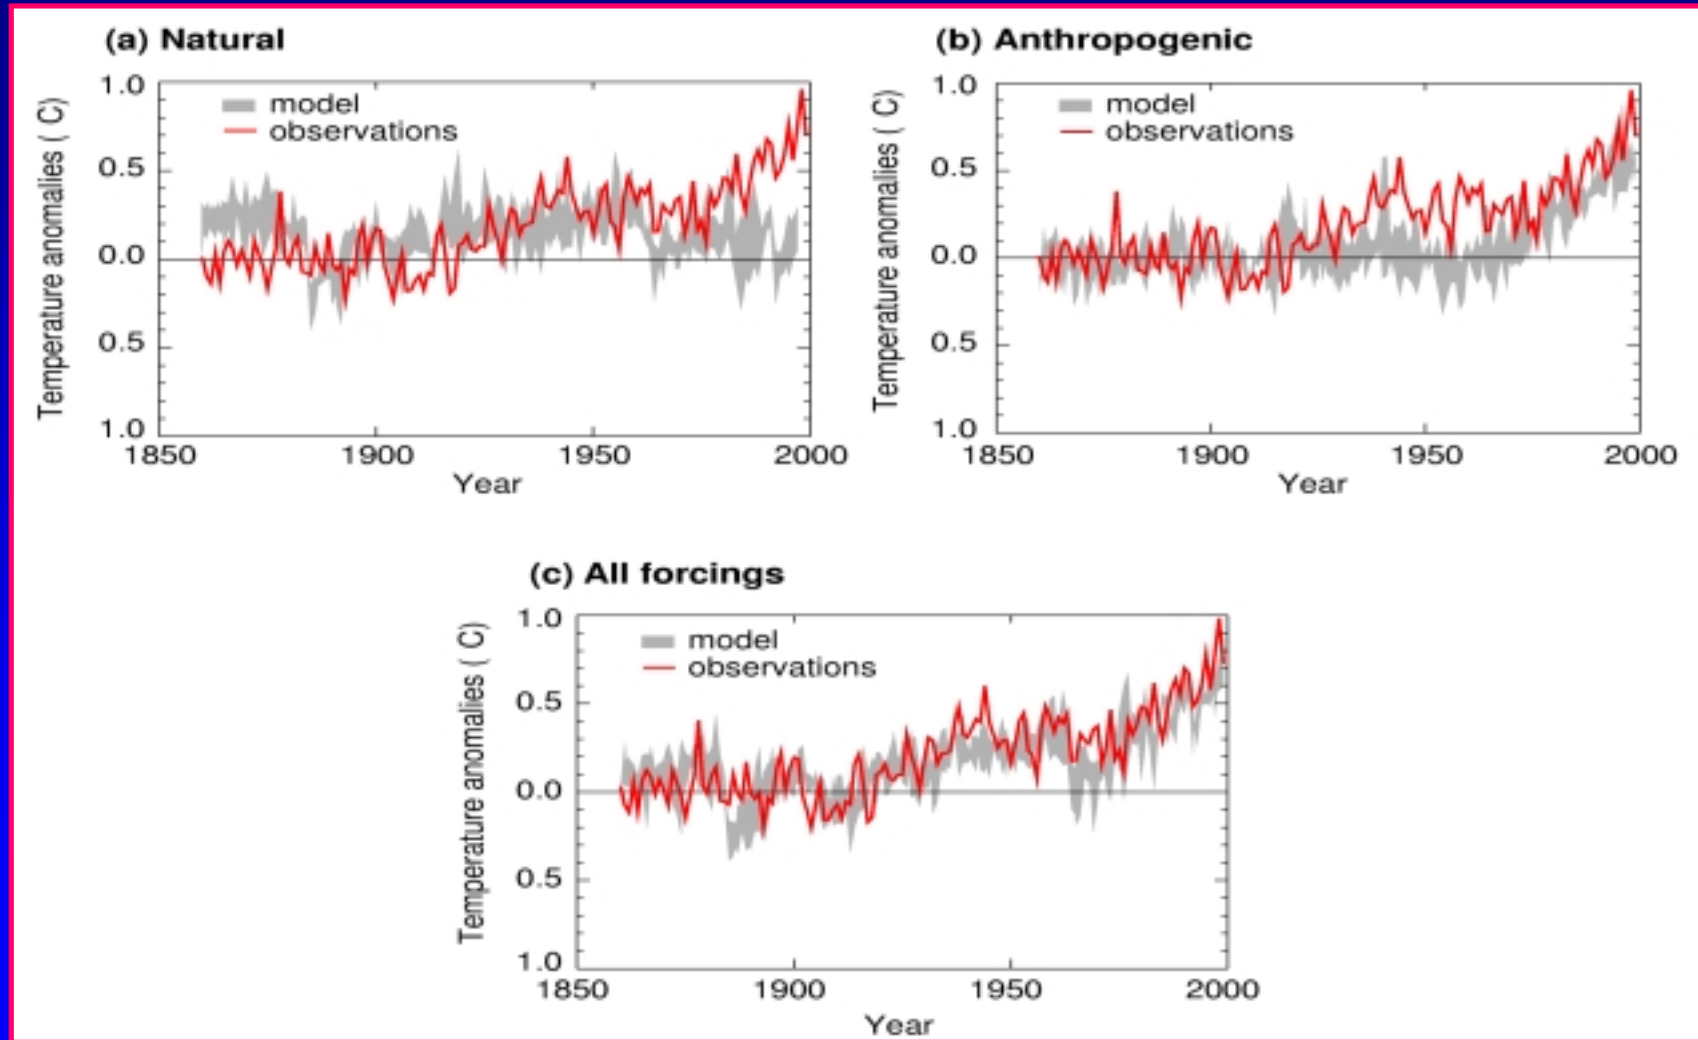 (a) Natural
1.0
0.5
0.0
0.5
1.0
Temperature anomalies ( C)
model
observations
1850 1900 1950 2000
Year
(b) Anthropogenic
1.0
0.5
0.0
0.5
1.0
Temperature anomalies ( C)
model
observations
1850 1900 1950 2000
Year
(c) All forcings
1.0
0.5
0.0
0.5
1.0
Temperature anomalies ( C)
model
observations
1850 1900 1950 2000
Year